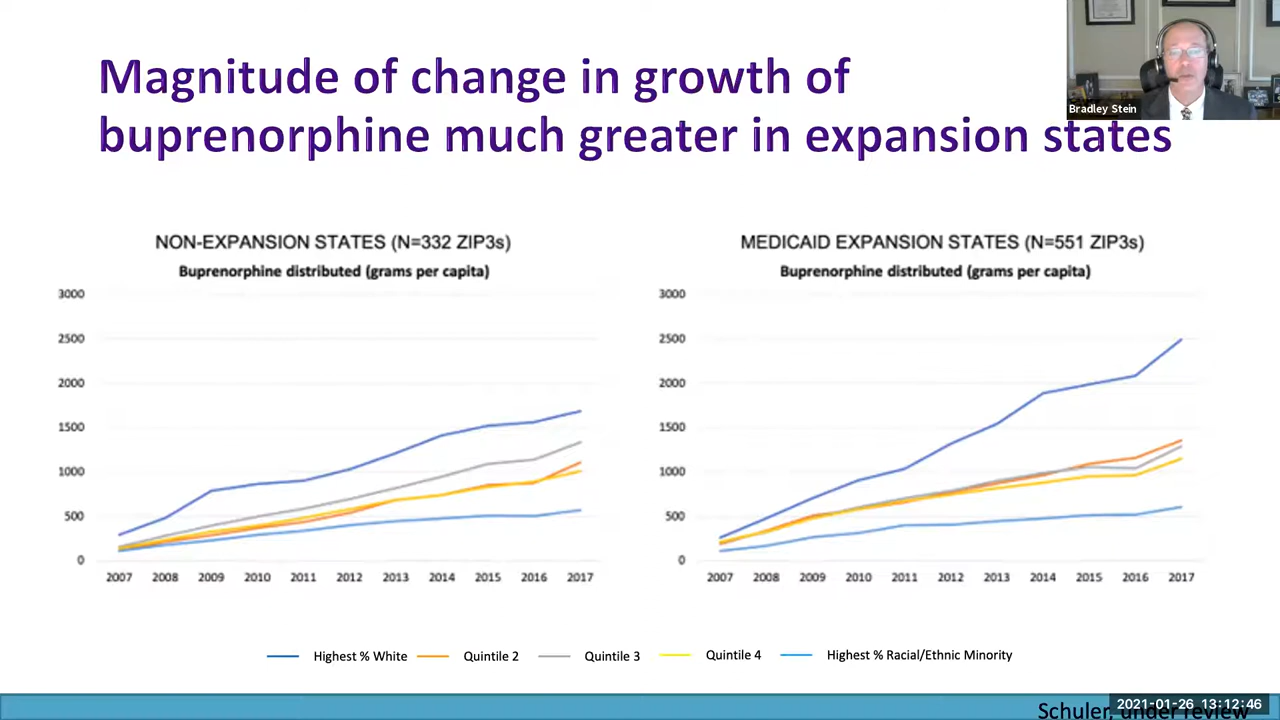 Magnitude of change in growth of
buprenorphine much greater in expansion states
Bradley Stein
NON-EXPANSION STATES (N=332 ZIP3s)
Buprenorphine distributed (grams per capita)
3000
2500
2000
1500
1000
500
0
2007 2008 2009 2010 2011 2012 2013 2014 2015 2016 2017
MEDICAID EXPANSION STATES (N=551 ZIP3s)
Buprenorphine distributed (grams per capita)
3000
2500
2000
1500
1000
500
0
2007 2008 2009 2010 2011 2012 2013 2014 2015 2016 2017
Highest % White Quintile 2 Quintile 3 Quintile 4 Highest % Racial/Ethnic Minority
Schuler, under review
2021-01-26 13:12:46